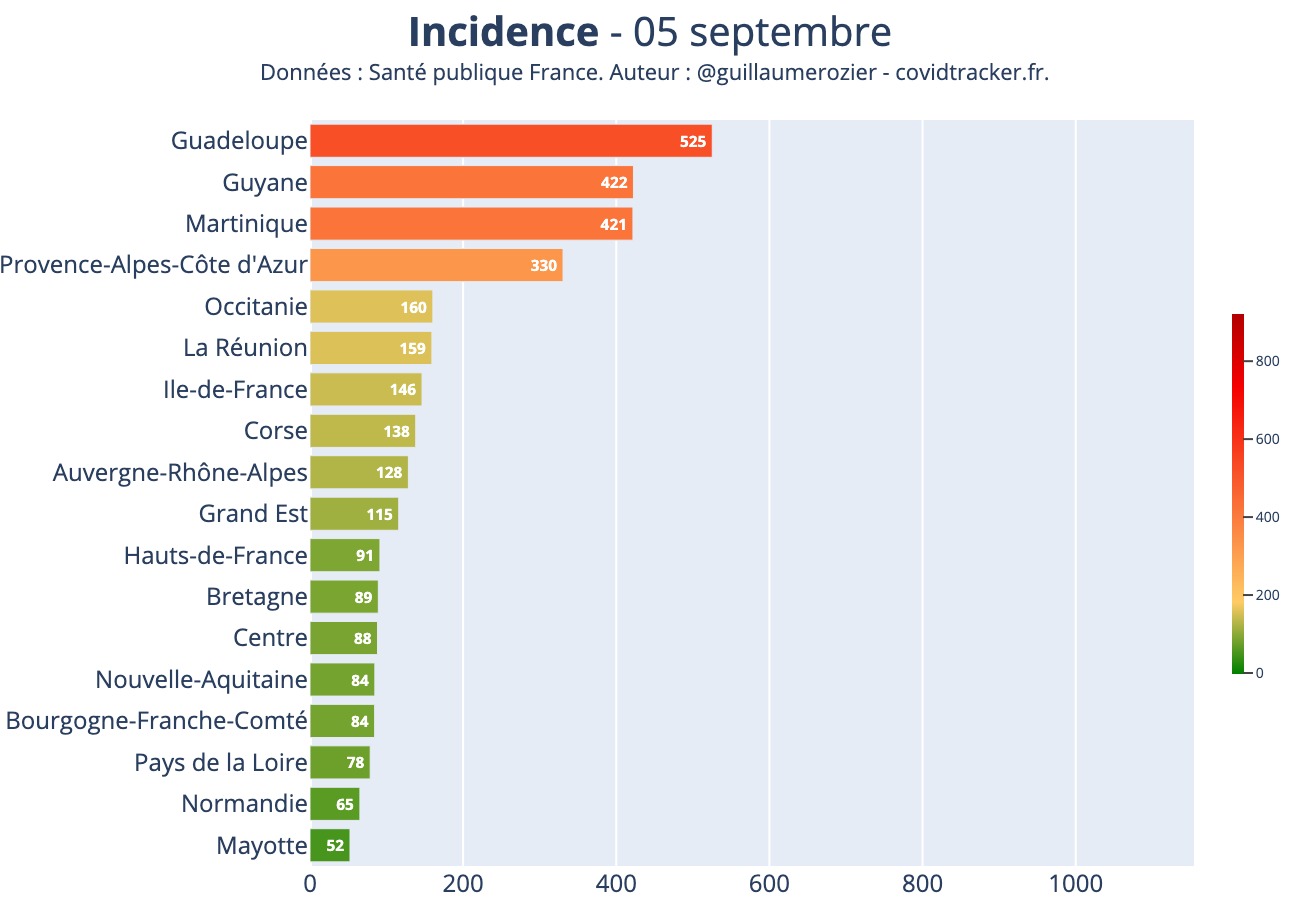 Incidence - 05 septembre
Données : Santé publique France. Auteur : @guillaumerozier - covidtracker.fr.
Guadeloupe 525
Guyane 422
Martinique 421
Provence-Alpes-Côte d'Azur 330
Occitanie 160
La Réunion 159
Ile-de-France 146
Corse 138
Auvergne-Rhône-Alpes 128
Grand Est 115
Hauts-de-France 91
Bretagne 89
Centre 88
Nouvelle-Aquitaine 84
Bourgogne-Franche-Comté 84
Pays de la Loire 78
Normandie 65
Mayotte 52
0 200 400 600 800 1000
800
600
400
200
0